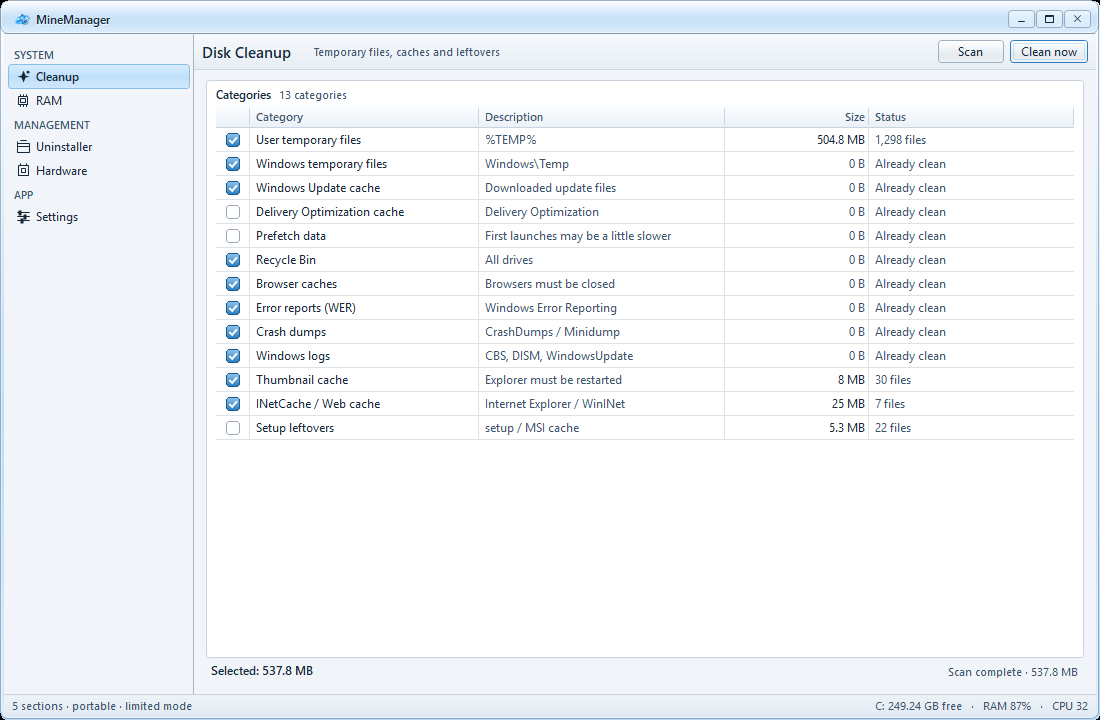 MineManager
SYSTEM
Cleanup
RAM
MANAGEMENT
Uninstaller
Hardware
APP
Settings
Disk Cleanup Temporary files, caches and leftovers Scan Clean now
Categories 13 categories
Category Description Size Status
User temporary files %TEMP% 504.8 MB 1,298 files
Windows temporary files Windows\Temp 0 B Already clean
Windows Update cache Downloaded update files 0 B Already clean
Delivery Optimization cache Delivery Optimization 0 B Already clean
Prefetch data First launches may be a little slower 0 B Already clean
Recycle Bin All drives 0 B Already clean
Browser caches Browsers must be closed 0 B Already clean
Error reports (WER) Windows Error Reporting 0 B Already clean
Crash dumps CrashDumps / Minidump 0 B Already clean
Windows logs CBS, DISM, WindowsUpdate 0 B Already clean
Thumbnail cache Explorer must be restarted 8 MB 30 files
INetCache / Web cache Internet Explorer / WinINet 25 MB 7 files
Setup leftovers setup / MSI cache 5.3 MB 22 files
Selected: 537.8 MB Scan complete · 537.8 MB
5 sections · portable · limited mode C: 249.24 GB free · RAM 87% · CPU 32